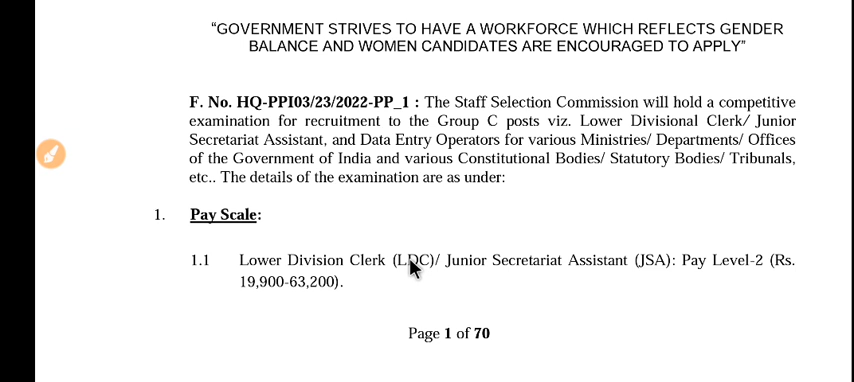 “GOVERNMENT STRIVES TO HAVE A WORKFORCE WHICH REFLECTS GENDER
BALANCE AND WOMEN CANDIDATES ARE ENCOURAGED TO APPLY”
F. No. HQ-PPI03/23/2022-PP_1 : The Staff Selection Commission will hold a competitive
examination for recruitment to the Group C posts viz. Lower Divisional Clerk/ Junior
Secretariat Assistant, and Data Entry Operators for various Ministries/ Departments/ Offices
of the Government of India and various Constitutional Bodies/ Statutory Bodies/ Tribunals,
etc.. The details of the examination are as under:
1. Pay Scale:
1.1 Lower Division Clerk (LDC)/ Junior Secretariat Assistant (JSA): Pay Level-2 (Rs.
19,900-63,200).
Page 1 of 70